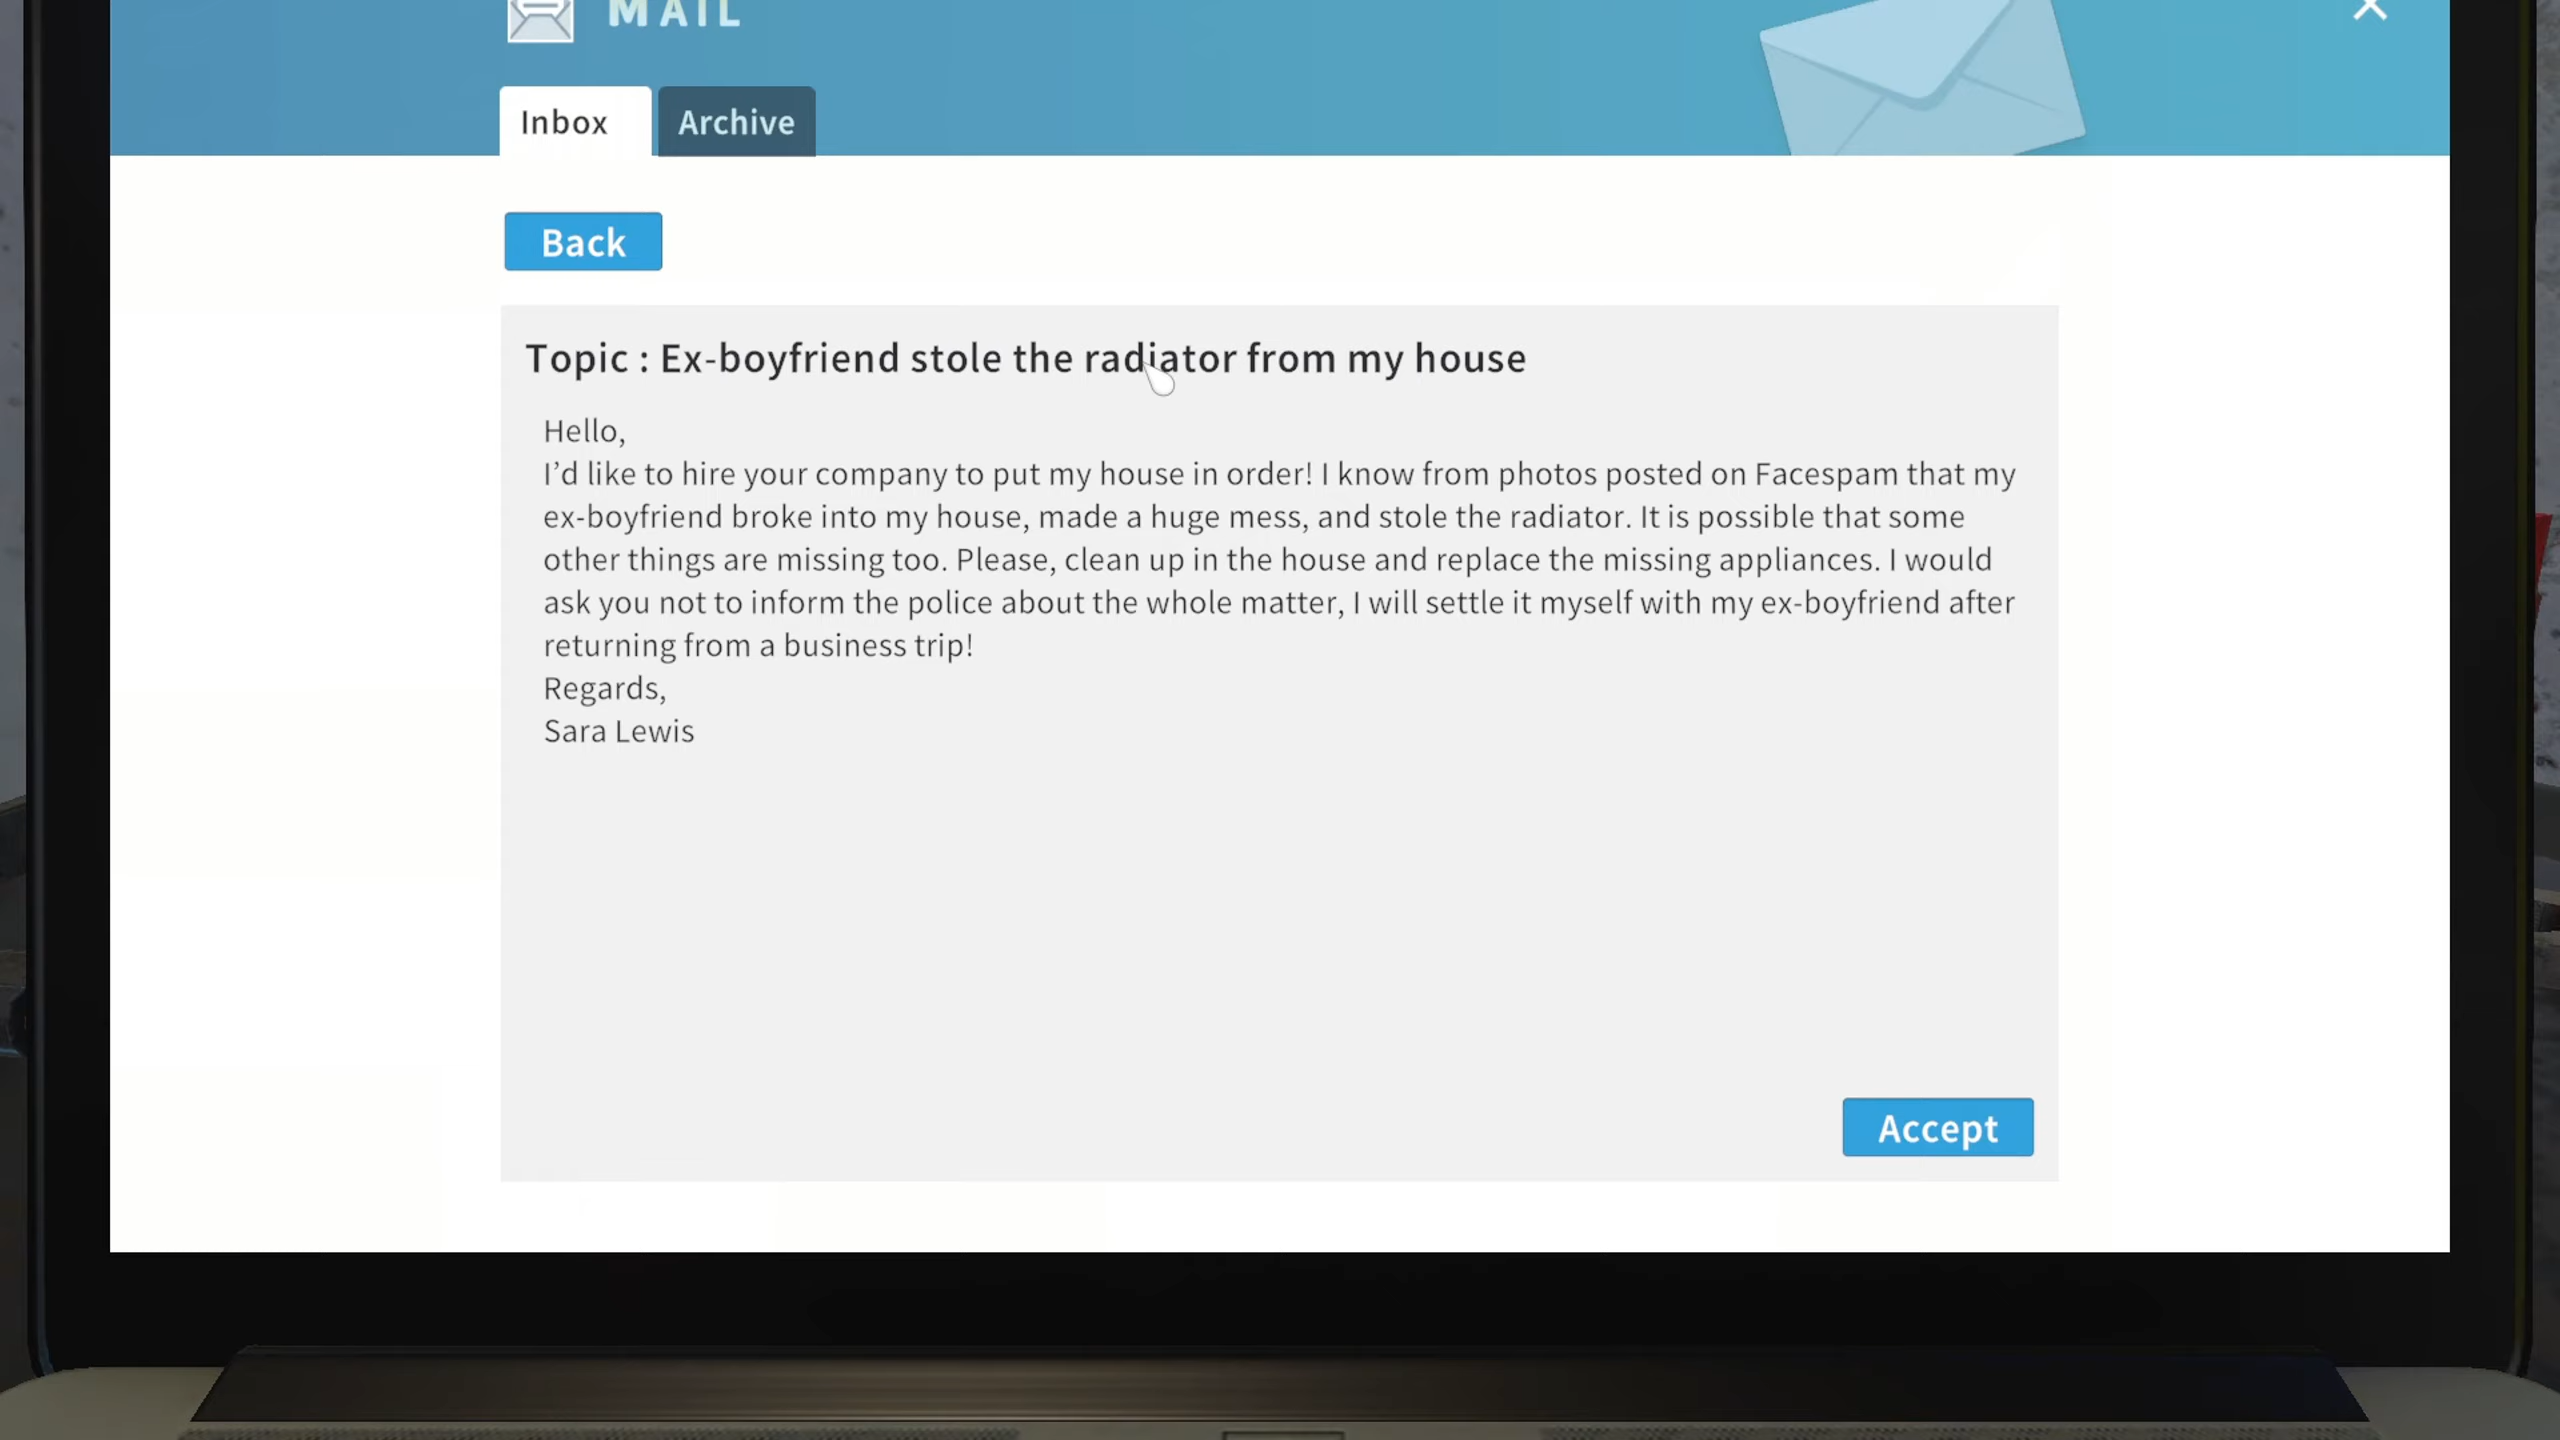 MAIL
Inbox
Archive
Back
Topic : Ex-boyfriend stole the radiator from my house
Hello,
I’d like to hire your company to put my house in order! I know from photos posted on Facespam that my
ex-boyfriend broke into my house, made a huge mess, and stole the radiator. It is possible that some
other things are missing too. Please, clean up in the house and replace the missing appliances. I would
ask you not to inform the police about the whole matter, I will settle it myself with my ex-boyfriend after
returning from a business trip!
Regards,
Sara Lewis
Accept